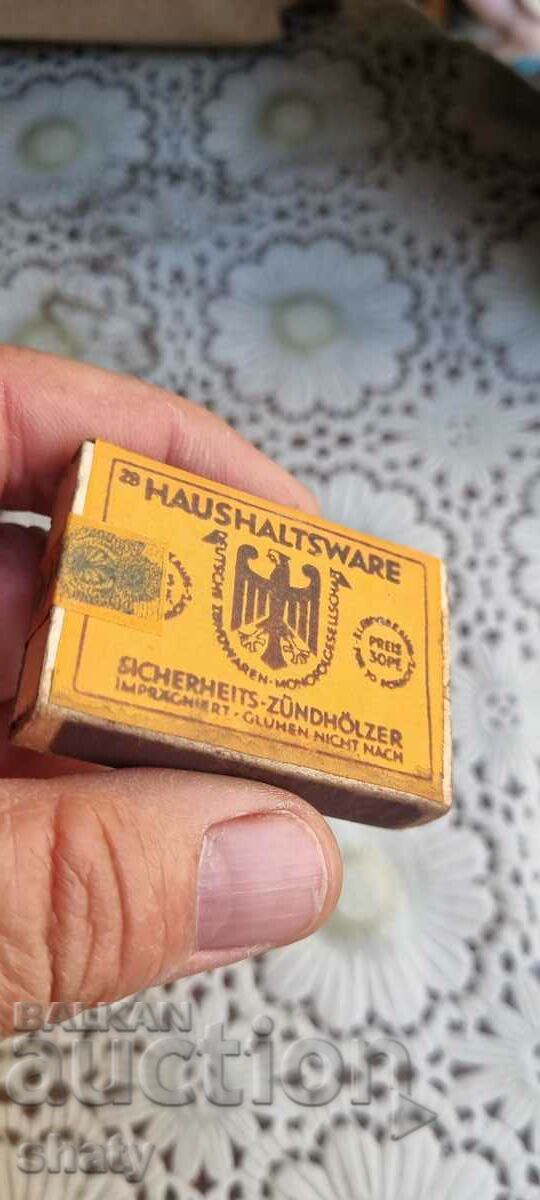 28 HAUSHALTSWARE
DEUTSCHE ZÜNDWAREN-MONOPOLGESELLSCHAFT
PREIS
30 PF.
SICHERHEITS-ZÜNDHÖLZER
IMPRÄGNIERT - GLÜHEN NICHT NACH
BALKAN
auction
shaty